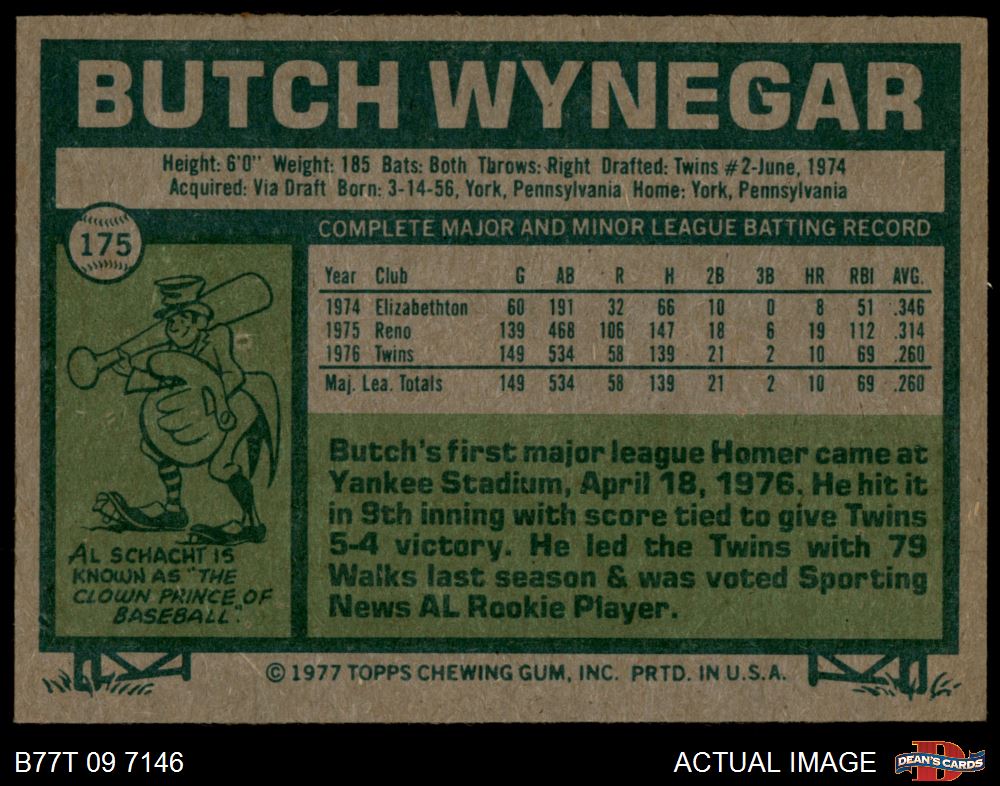 BUTCH WYNEGAR
Height: 6'0" Weight: 185 Bats: Both Throws: Right Drafted: Twins #2-June, 1974
Acquired: Via Draft Born: 3-14-56, York, Pennsylvania Home: York, Pennsylvania
175
COMPLETE MAJOR AND MINOR LEAGUE BATTING RECORD
Year Club G AB R H 2B 3B HR RBI AVG.
1974 Elizabethton 60 191 32 66 10 0 8 51 .346
1975 Reno 139 468 106 147 18 6 19 112 .314
1976 Twins 149 534 58 139 21 2 10 69 .260
Maj. Lea. Totals 149 534 58 139 21 2 10 69 .260
AL SCHACHT IS
KNOWN AS "THE
CLOWN PRINCE OF
BASEBALL".
Butch's first major league Homer came at
Yankee Stadium, April 18, 1976. He hit it
in 9th inning with score tied to give Twins
5-4 victory. He led the Twins with 79
Walks last season & was voted Sporting
News AL Rookie Player.
© 1977 TOPPS CHEWING GUM, INC. PRTD. IN U.S.A.
B77T 09 7146
ACTUAL IMAGE
D
DEAN'S CARDS